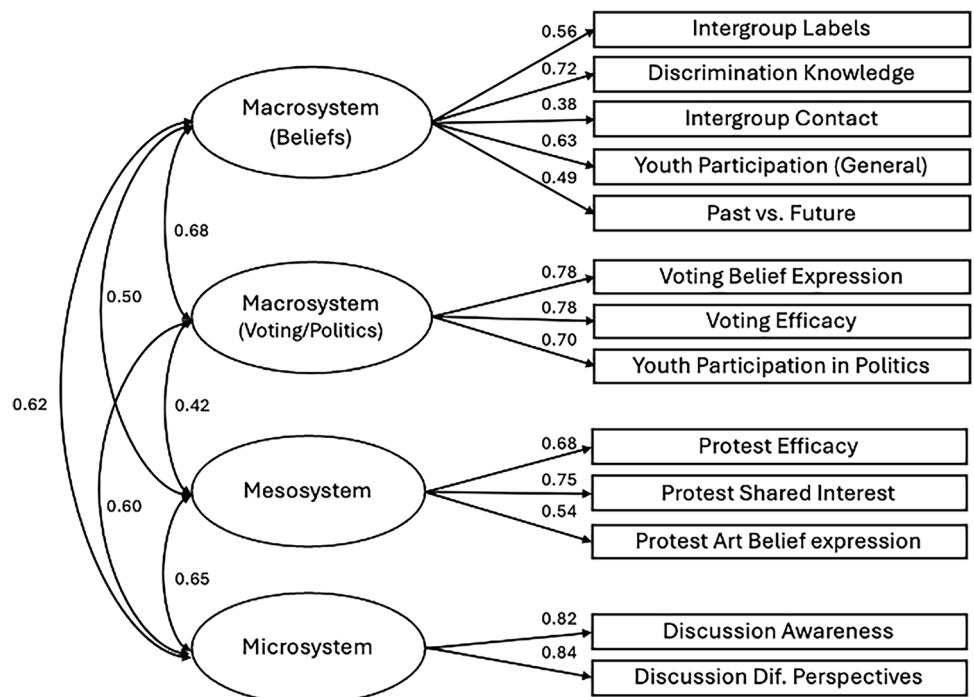 0.56
Intergroup Labels
0.72
Discrimination Knowledge
Macrosystem
(Beliefs)
0.38
Intergroup Contact
0.63
Youth Participation (General)
0.49
Past vs. Future
0.68
0.50
0.78
Voting Belief Expression
Macrosystem
(Voting/Politics)
0.78
Voting Efficacy
0.70
Youth Participation in Politics
0.62
0.42
0.68
Protest Efficacy
Mesosystem
0.75
Protest Shared Interest
0.54
Protest Art Belief expression
0.60
0.65
0.82
Discussion Awareness
Microsystem
0.84
Discussion Dif. Perspectives